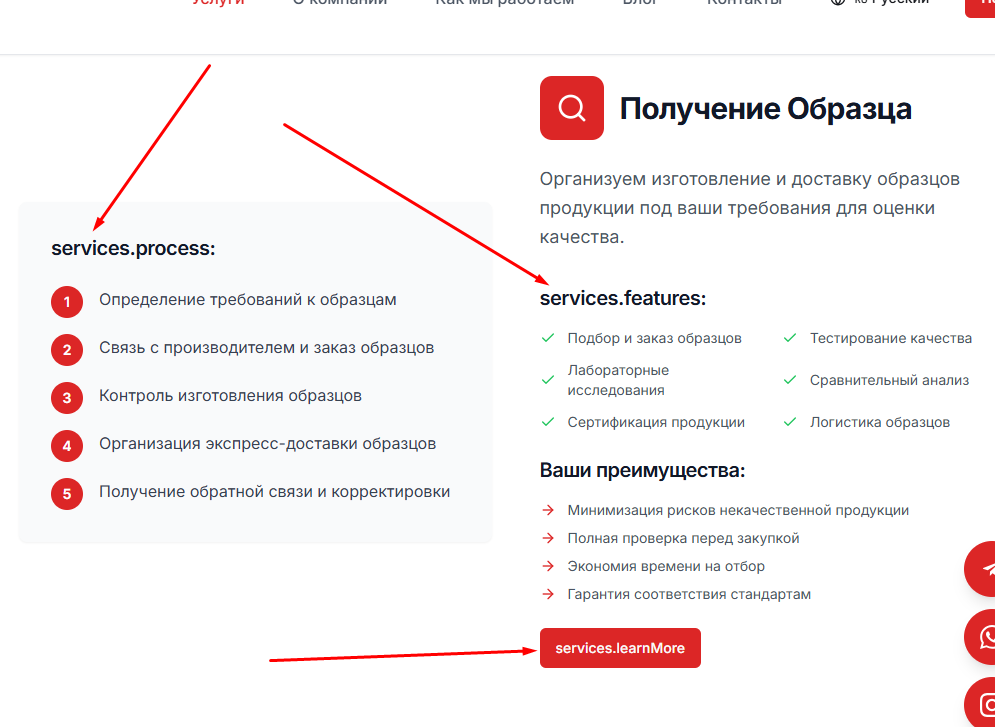 Услуги
О компании
Как мы работаем
Блог
Контакты
Русский
services.process:
1 Определение требований к образцам
2 Связь с производителем и заказ образцов
3 Контроль изготовления образцов
4 Организация экспресс-доставки образцов
5 Получение обратной связи и корректировки
Получение Образца
Организуем изготовление и доставку образцов
продукции под ваши требования для оценки
качества.
services.features:
Подбор и заказ образцов
Тестирование качества
Лабораторные
исследования
Сравнительный анализ
Сертификация продукции
Логистика образцов
Ваши преимущества:
Минимизация рисков некачественной продукции
Полная проверка перед закупкой
Экономия времени на отбор
Гарантия соответствия стандартам
services.learnMore